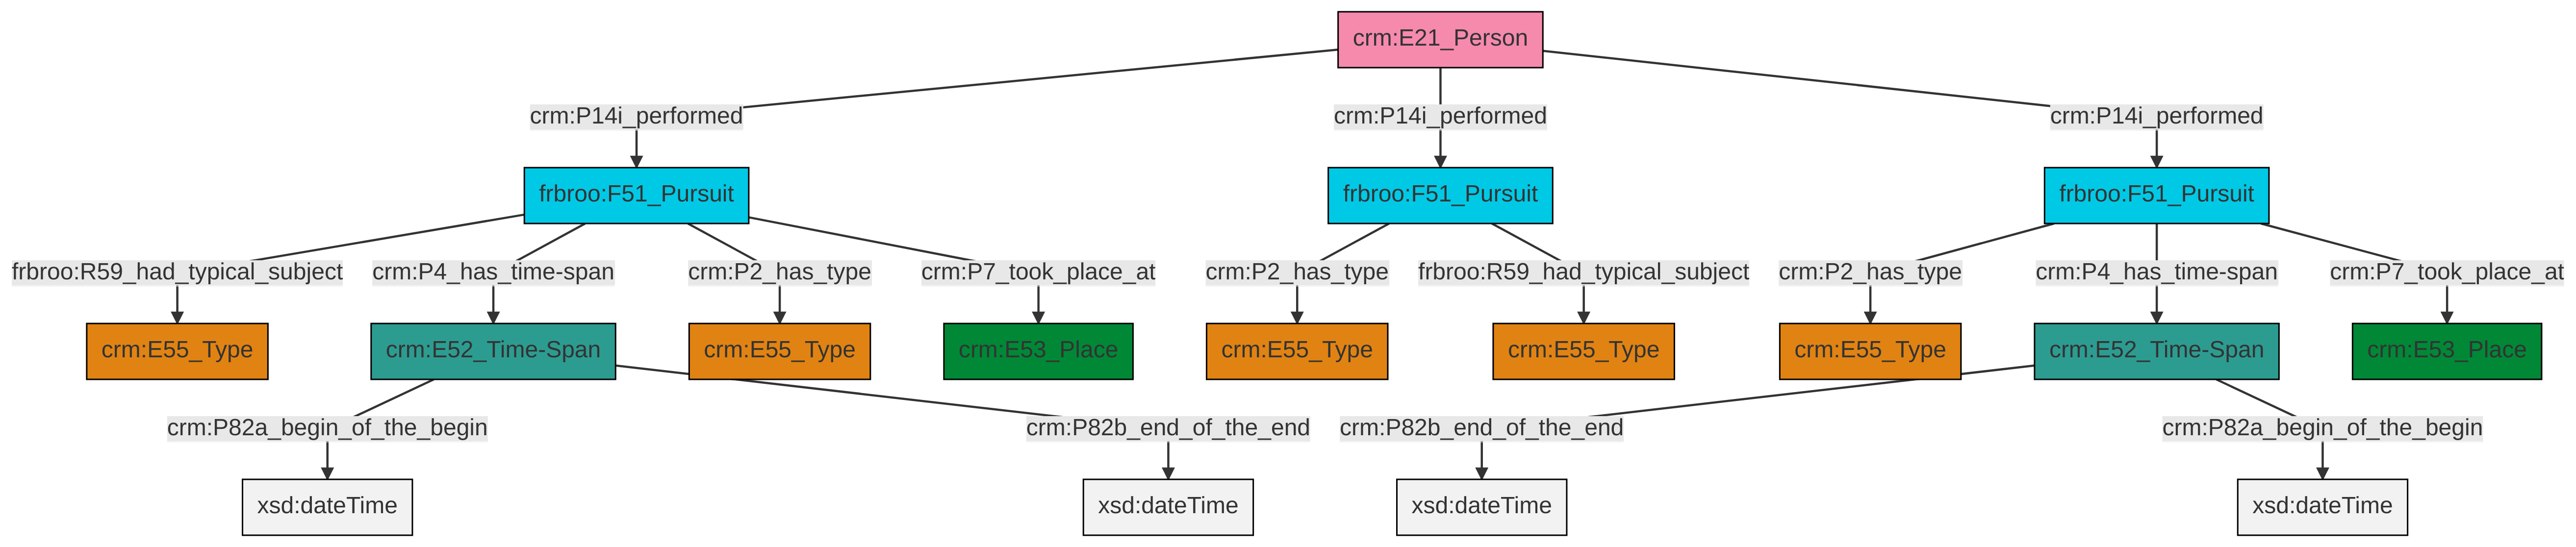 crm:E21_Person
crm:P14i_performed crm:P14i_performed crm:P14i_performed
frbroo:F51_Pursuit frbroo:F51_Pursuit frbroo:F51_Pursuit
frbroo:R59_had_typical_subject crm:P4_has_time-span crm:P2_has_type crm:P7_took_place_at crm:P2_has_type frbroo:R59_had_typical_subject crm:P2_has_type crm:P4_has_time-span crm:P7_took_place_at
crm:E55_Type crm:E52_Time-Span crm:E55_Type crm:E53_Place crm:E55_Type crm:E55_Type crm:E55_Type crm:E52_Time-Span crm:E53_Place
crm:P82a_begin_of_the_begin crm:P82b_end_of_the_end crm:P82b_end_of_the_end crm:P82a_begin_of_the_begin
xsd:dateTime xsd:dateTime xsd:dateTime xsd:dateTime